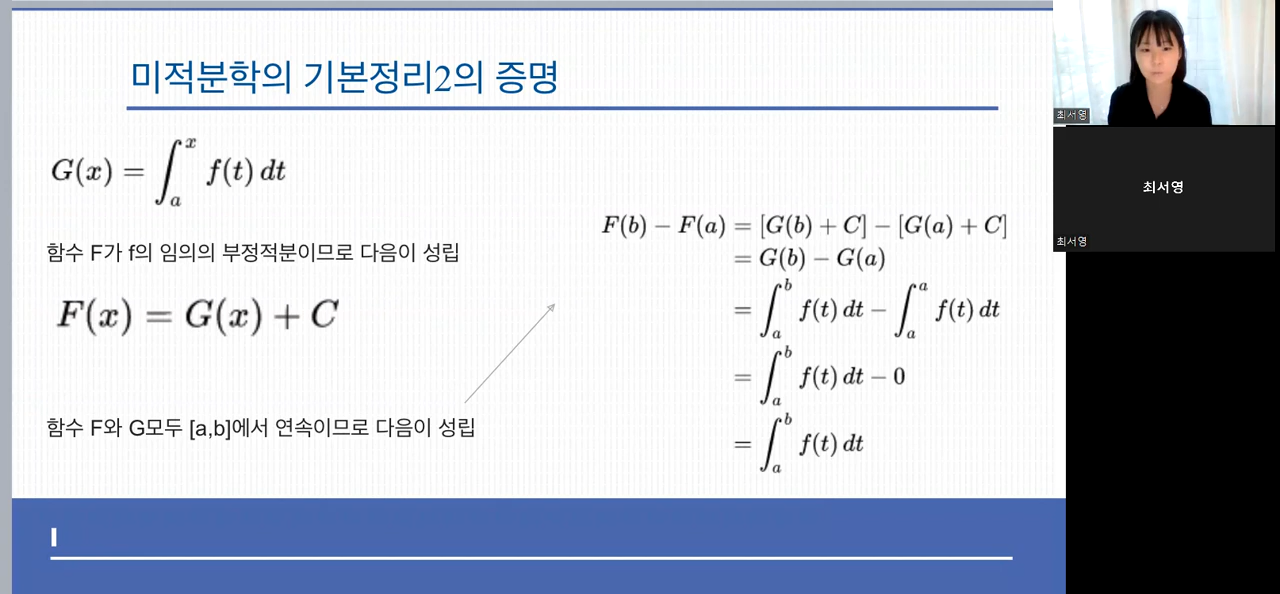 미적분학의 기본정리2의 증명
G(x) = ∫_a^x f(t) dt
함수 F가 f의 임의의 부정적분이므로 다음이 성립
F(x) = G(x) + C
함수 F와 G모두 [a,b]에서 연속이므로 다음이 성립
F(b) − F(a) = [G(b) + C] − [G(a) + C]
= G(b) − G(a)
= ∫_a^b f(t) dt − ∫_a^a f(t) dt
= ∫_a^b f(t) dt − 0
= ∫_a^b f(t) dt
최서영
최서영
최서영